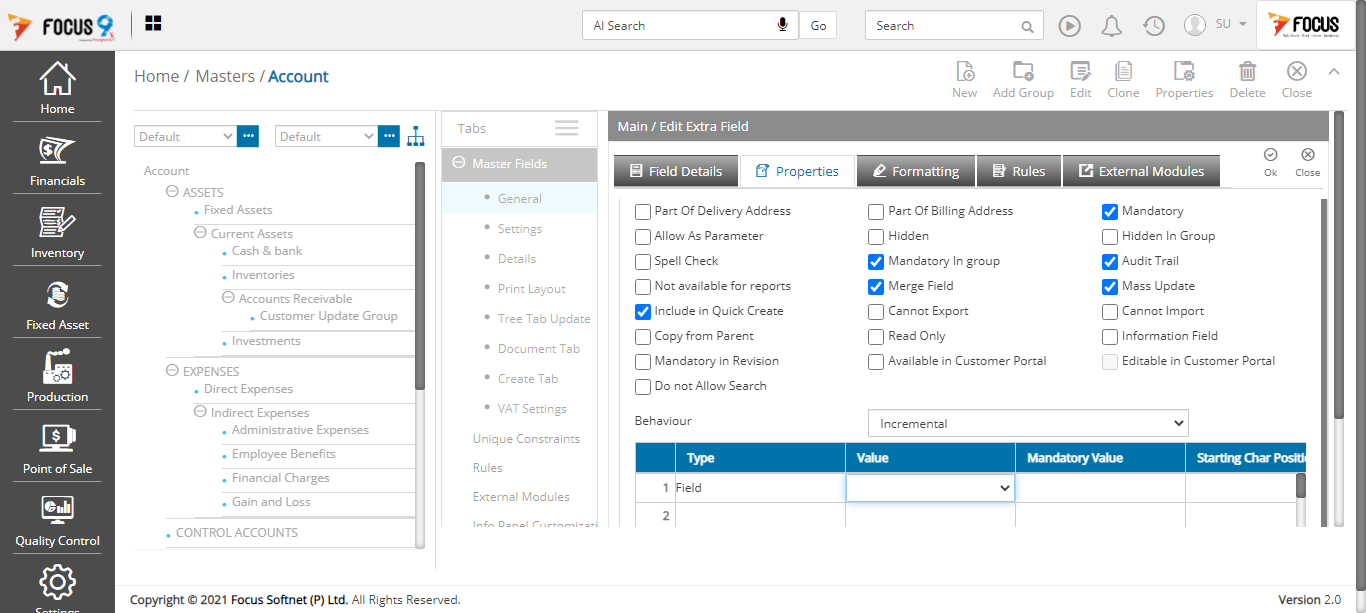 FOCUS 9
AI Search
Go
Search
SU
FOCUS
Home
Financials
Inventory
Fixed Asset
Production
Point of Sale
Quality Control
Settings
Home / Masters / Account
New
Add Group
Edit
Clone
Properties
Delete
Close
Default
Default
Account
ASSETS
Fixed Assets
Current Assets
Cash & bank
Inventories
Accounts Receivable
Customer Update Group
Investments
EXPENSES
Direct Expenses
Indirect Expenses
Administrative Expenses
Employee Benefits
Financial Charges
Gain and Loss
CONTROL ACCOUNTS
Tabs
Master Fields
General
Settings
Details
Print Layout
Tree Tab Update
Document Tab
Create Tab
VAT Settings
Unique Constraints
Rules
External Modules
Info Panel Customizati
Main / Edit Extra Field
Field Details
Properties
Formatting
Rules
External Modules
Ok
Close
Part Of Delivery Address
Part Of Billing Address
Mandatory
Allow As Parameter
Hidden
Hidden In Group
Spell Check
Mandatory In group
Audit Trail
Not available for reports
Merge Field
Mass Update
Include in Quick Create
Cannot Export
Cannot Import
Copy from Parent
Read Only
Information Field
Mandatory in Revision
Available in Customer Portal
Editable in Customer Portal
Do not Allow Search
Behaviour
Incremental
Type
Value
Mandatory Value
Starting Char Positi
1 Field
2
Copyright © 2021 Focus Softnet (P) Ltd. All Rights Reserved.
Version 2.0